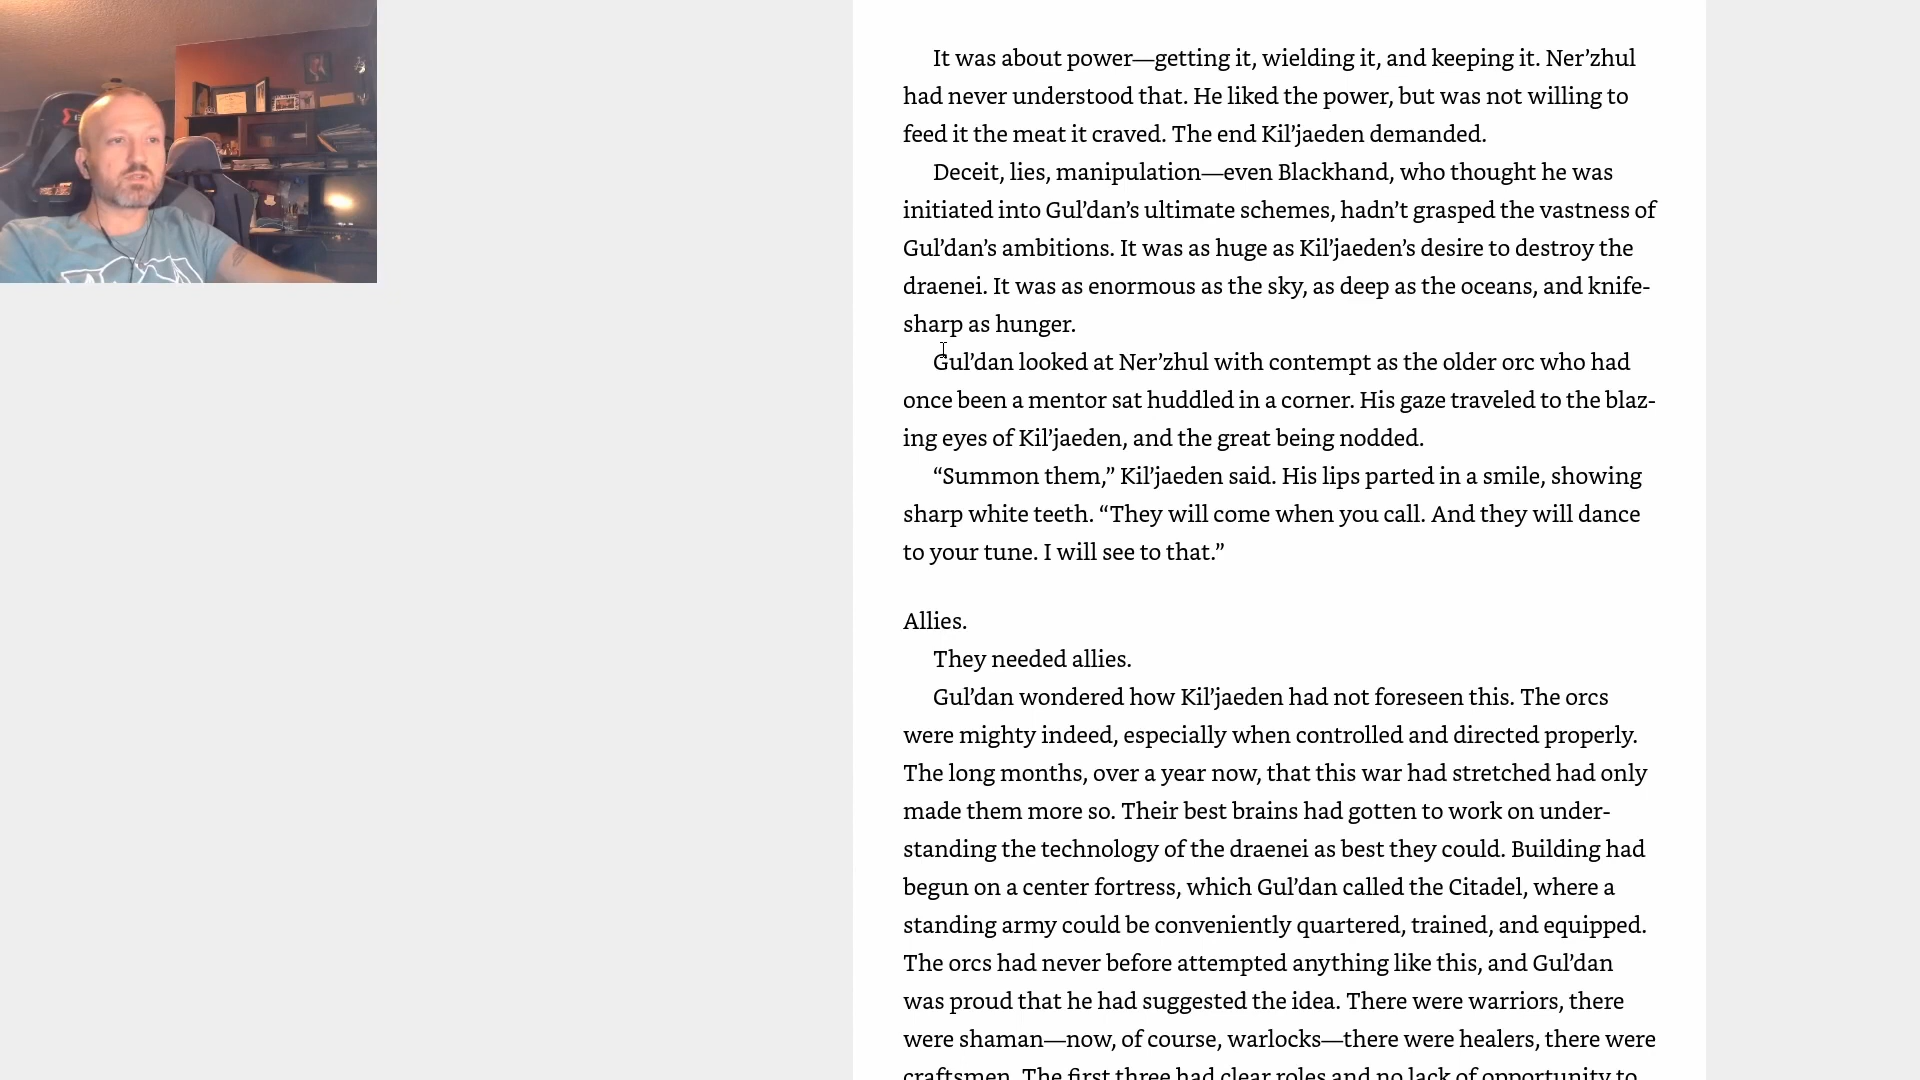 It was about power—getting it, wielding it, and keeping it. Ner’zhul
had never understood that. He liked the power, but was not willing to
feed it the meat it craved. The end Kil’jaeden demanded.
Deceit, lies, manipulation—even Blackhand, who thought he was
initiated into Gul’dan’s ultimate schemes, hadn’t grasped the vastness of
Gul’dan’s ambitions. It was as huge as Kil’jaeden’s desire to destroy the
draenei. It was as enormous as the sky, as deep as the oceans, and knife-
sharp as hunger.
Gul’dan looked at Ner’zhul with contempt as the older orc who had
once been a mentor sat huddled in a corner. His gaze traveled to the blaz-
ing eyes of Kil’jaeden, and the great being nodded.
“Summon them,” Kil’jaeden said. His lips parted in a smile, showing
sharp white teeth. “They will come when you call. And they will dance
to your tune. I will see to that.”
Allies.
They needed allies.
Gul’dan wondered how Kil’jaeden had not foreseen this. The orcs
were mighty indeed, especially when controlled and directed properly.
The long months, over a year now, that this war had stretched had only
made them more so. Their best brains had gotten to work on under-
standing the technology of the draenei as best they could. Building had
begun on a center fortress, which Gul’dan called the Citadel, where a
standing army could be conveniently quartered, trained, and equipped.
The orcs had never before attempted anything like this, and Gul’dan
was proud that he had suggested the idea. There were warriors, there
were shaman—now, of course, warlocks—there were healers, there were
craftsmen. The first three had clear roles and no lack of opportunity to